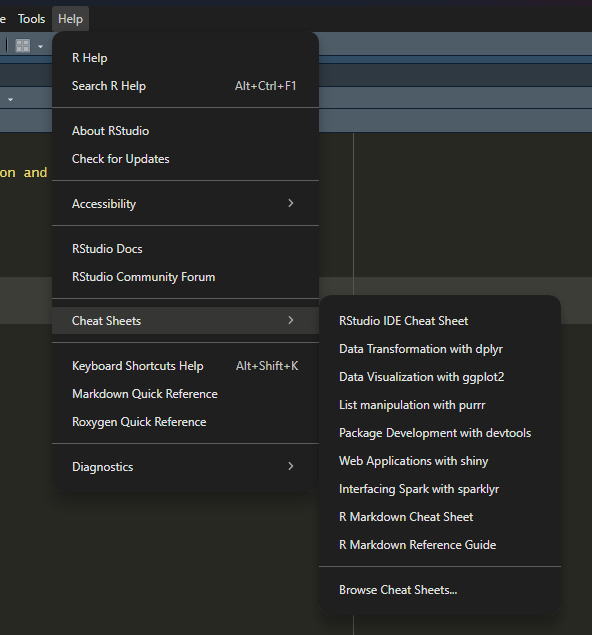 e Tools Help
R Help
Search R Help Alt+Ctrl+F1
About RStudio
Check for Updates
on and
Accessibility
RStudio Docs
RStudio Community Forum
Cheat Sheets
Keyboard Shortcuts Help Alt+Shift+K
Markdown Quick Reference
Roxygen Quick Reference
Diagnostics
RStudio IDE Cheat Sheet
Data Transformation with dplyr
Data Visualization with ggplot2
List manipulation with purrr
Package Development with devtools
Web Applications with shiny
Interfacing Spark with sparklyr
R Markdown Cheat Sheet
R Markdown Reference Guide
Browse Cheat Sheets...